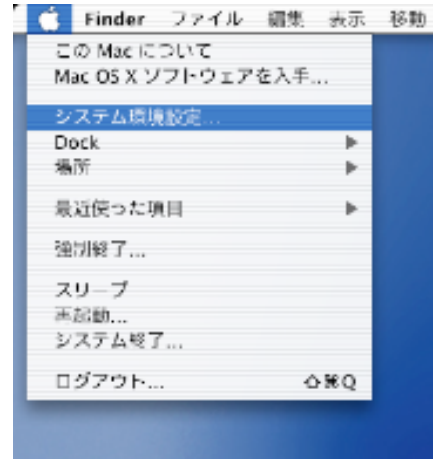 Finder ファイル 編集 表示 移動
この Mac について
Mac OS X ソフトウェアを入手...
システム環境設定...
Dock
場所
最近使った項目
強制終了...
スリープ
再起動...
システム終了...
ログアウト... ⇧⌘Q